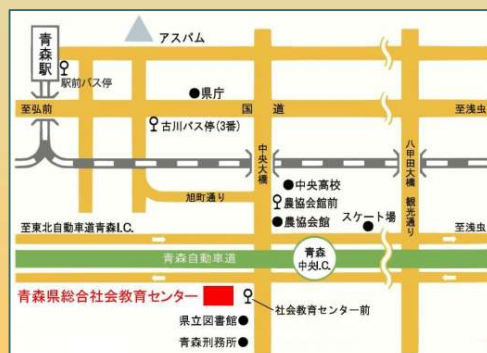 青森駅
アスパム
駅前バス停
県庁
至弘前
国道
至浅虫
古川バス停(3番)
中央大橋
八甲田大橋
観光通り
中央高校
旭町通り
農協会館前
農協会館
スケート場
至東北自動車道青森I.C.
至浅虫
青森自動車道
青森中央I.C.
青森県総合社会教育センター
社会教育センター前
県立図書館
青森刑務所